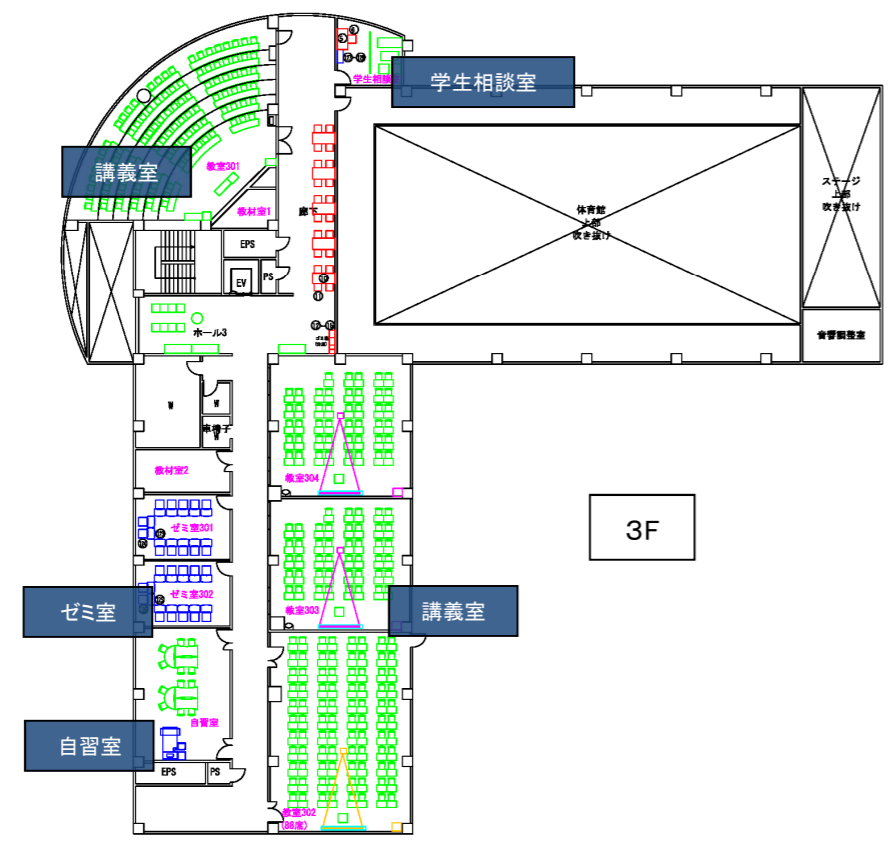 学生相談室
講義室
教室301
教材室1
廊下
EPS
EV
PS
ホール3
体育館
上部
吹き抜け
ステージ
上部
吹き抜け
音響調整室
W
W
車椅子
W
教材室2
教室304
ゼミ室301
ゼミ室302
教室303
3F
ゼミ室
講義室
自習室
自習室
EPS
PS
教室302
(88席)